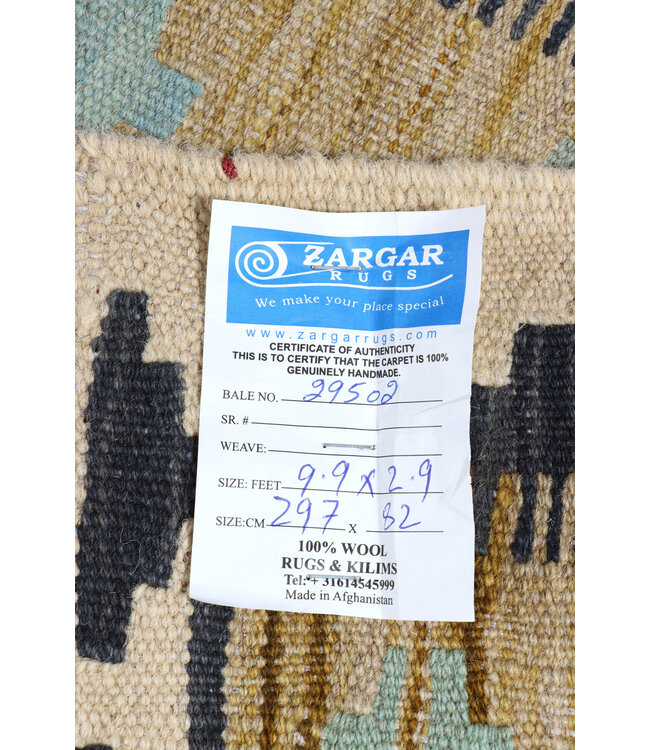 ZARGAR
RUGS
We make your place special
www.zargarrugs.com
CERTIFICATE OF AUTHENTICITY
THIS IS TO CERTIFY THAT THE CARPET IS 100%
GENUINELY HANDMADE.
BALE NO. 29502
SR. #
WEAVE:
SIZE: FEET 9.9 x 2.9
SIZE:CM 297 X 82
100% WOOL
RUGS & KILIMS
Tel:+ 31614545999
Made in Afghanistan